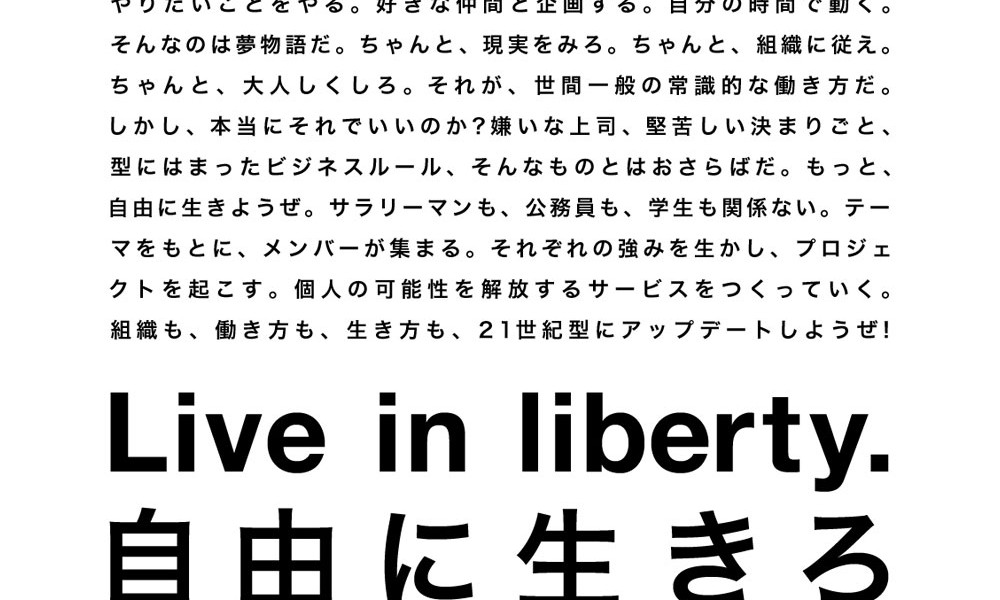 やりたいことをやる。好きな仲間と企画する。自分の時間で働く。
そんなのは夢物語だ。ちゃんと、現実をみろ。ちゃんと、組織に従え。
ちゃんと、大人しくしろ。それが、世間一般の常識的な働き方だ。
しかし、本当にそれでいいのか?嫌いな上司、堅苦しい決まりごと、
型にはまったビジネスルール、そんなものとはおさらばだ。もっと、
自由に生きようぜ。サラリーマンも、公務員も、学生も関係ない。テー
マをもとに、メンバーが集まる。それぞれの強みを生かし、プロジェ
クトを起こす。個人の可能性を解放するサービスをつくっていく。
組織も、働き方も、生き方も、21世紀型にアップデートしようぜ!
Live in liberty.
自由に生きろ